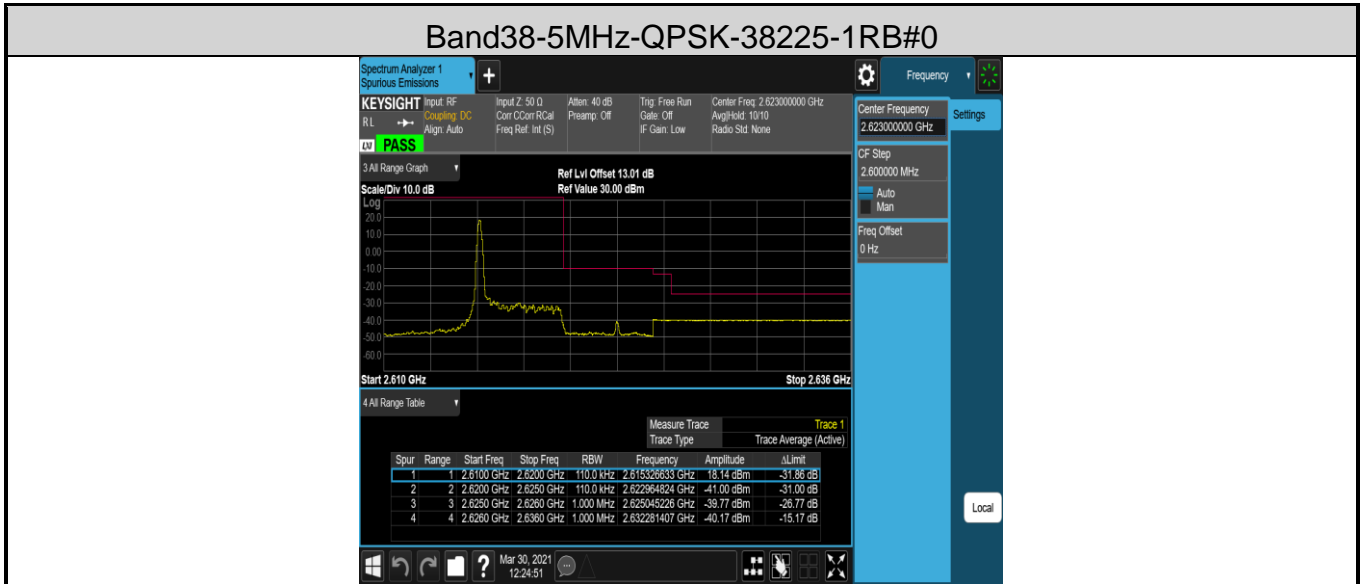 Band38-5MHz-QPSK-38225-1RB#0
Spectrum Analyzer 1
Spurious Emissions
+
Frequency
KEYSIGHT
RL
LXI
PASS
Input: RF
Coupling: DC
Align: Auto
Input Z: 50 Ω
Corr CCorr RCal
Freq Ref: Int (S)
Atten: 40 dB
Preamp: Off
Trig: Free Run
Gate: Off
IF Gain: Low
Center Freq: 2.623000000 GHz
Avg|Hold: 10/10
Radio Std: None
Center Frequency
2.623000000 GHz
Settings
CF Step
2.600000 MHz
Auto
Man
Freq Offset
0 Hz
3 All Range Graph
Ref Lvl Offset 13.01 dB
Scale/Div 10.0 dB
Ref Value 30.00 dBm
Log
20.0
10.0
0.00
-10.0
-20.0
-30.0
-40.0
-50.0
-60.0
Start 2.610 GHz
Stop 2.636 GHz
4 All Range Table
Measure Trace Trace 1
Trace Type Trace Average (Active)
Spur Range Start Freq Stop Freq RBW Frequency Amplitude ΔLimit
1 1 2.6100 GHz 2.6200 GHz 110.0 kHz 2.615326633 GHz 18.14 dBm -31.86 dB
2 2 2.6200 GHz 2.6250 GHz 110.0 kHz 2.622964824 GHz -41.00 dBm -31.00 dB
3 3 2.6250 GHz 2.6260 GHz 1.000 MHz 2.625045226 GHz -39.77 dBm -26.77 dB
4 4 2.6260 GHz 2.6360 GHz 1.000 MHz 2.632281407 GHz -40.17 dBm -15.17 dB
Local
?
Mar 30, 2021
12:24:51